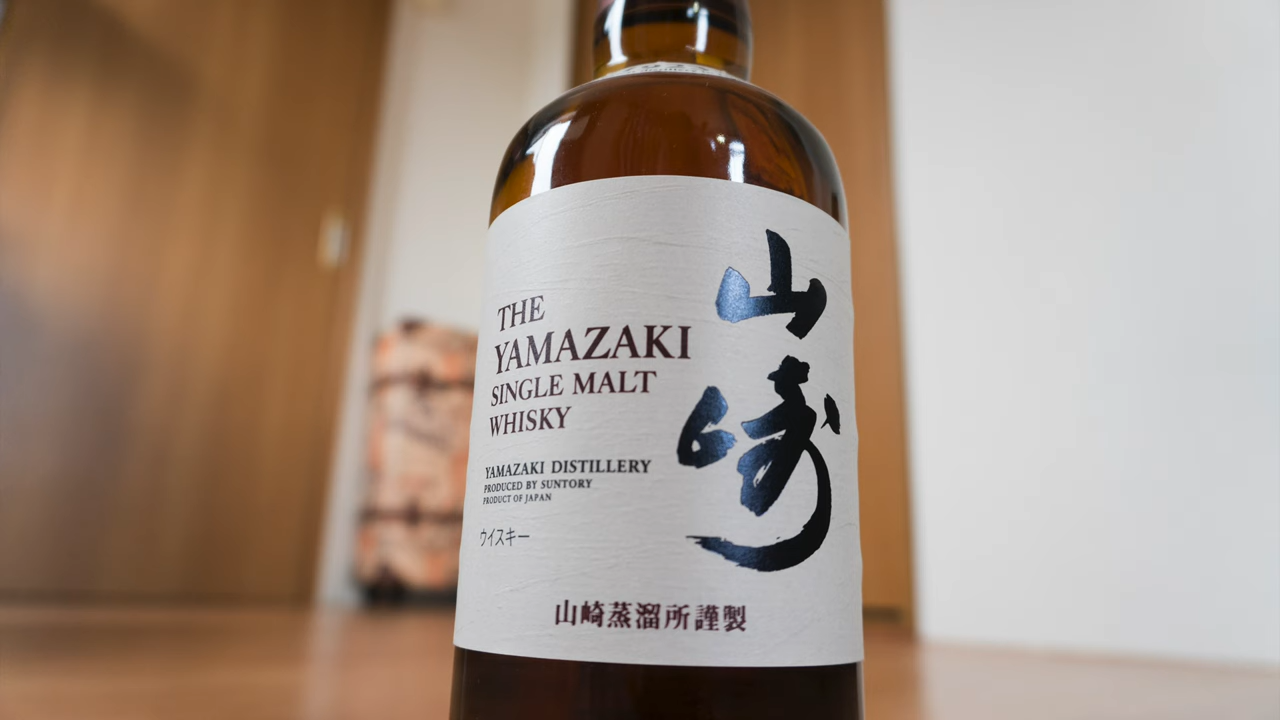 THE
YAMAZAKI
SINGLE MALT
WHISKY
YAMAZAKI DISTILLERY
PRODUCED BY SUNTORY
PRODUCT OF JAPAN
ウイスキー
山崎
山崎蒸溜所謹製